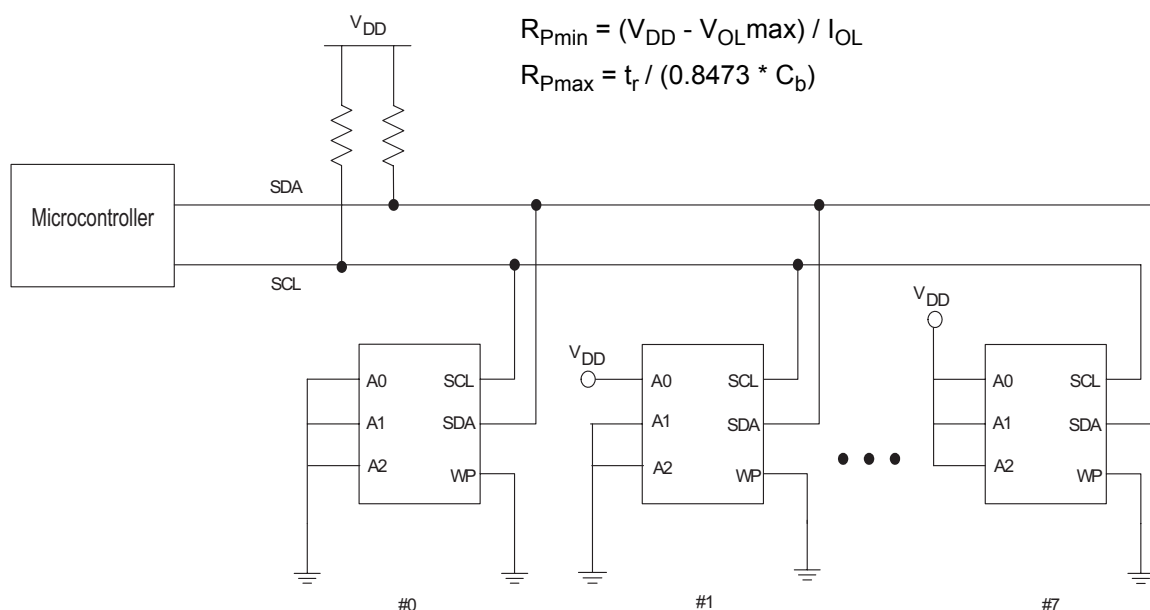 V_DD
R_Pmin = (V_DD - V_OLmax) / I_OL
R_Pmax = t_r / (0.8473 * C_b)
Microcontroller
SDA
SCL
A0
A1
A2
SCL
SDA
WP
#0
V_DD
A0
A1
A2
SCL
SDA
WP
#1
V_DD
A0
A1
A2
SCL
SDA
WP
#7